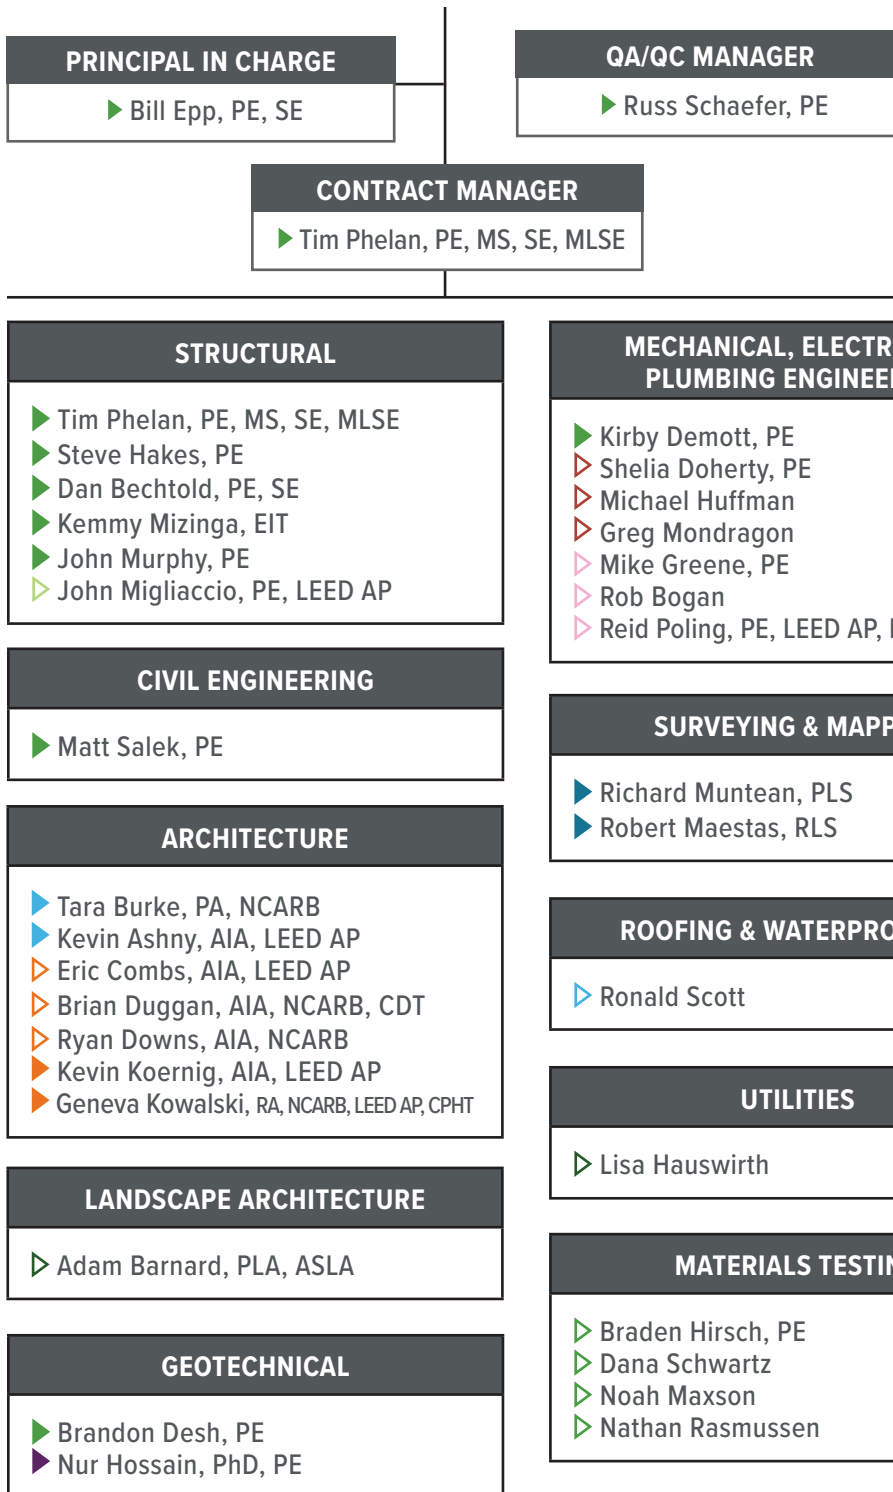 PRINCIPAL IN CHARGE
Bill Epp, PE, SE
QA/QC MANAGER
Russ Schaefer, PE
CONTRACT MANAGER
Tim Phelan, PE, MS, SE, MLSE
STRUCTURAL
Tim Phelan, PE, MS, SE, MLSE
Steve Hakes, PE
Dan Bechtold, PE, SE
Kemmy Mizinga, EIT
John Murphy, PE
John Migliaccio, PE, LEED AP
CIVIL ENGINEERING
Matt Salek, PE
ARCHITECTURE
Tara Burke, PA, NCARB
Kevin Ashny, AIA, LEED AP
Eric Combs, AIA, LEED AP
Brian Duggan, AIA, NCARB, CDT
Ryan Downs, AIA, NCARB
Kevin Koernig, AIA, LEED AP
Geneva Kowalski, RA, NCARB, LEED AP, CPHT
LANDSCAPE ARCHITECTURE
Adam Barnard, PLA, ASLA
GEOTECHNICAL
Brandon Desh, PE
Nur Hossain, PhD, PE
MECHANICAL, ELECTR
PLUMBING ENGINEE
Kirby Demott, PE
Shelia Doherty, PE
Michael Huffman
Greg Mondragon
Mike Greene, PE
Rob Bogan
Reid Poling, PE, LEED AP,
SURVEYING & MAPP
Richard Muntean, PLS
Robert Maestas, RLS
ROOFING & WATERPRO
Ronald Scott
UTILITIES
Lisa Hauswirth
MATERIALS TESTIN
Braden Hirsch, PE
Dana Schwartz
Noah Maxson
Nathan Rasmussen